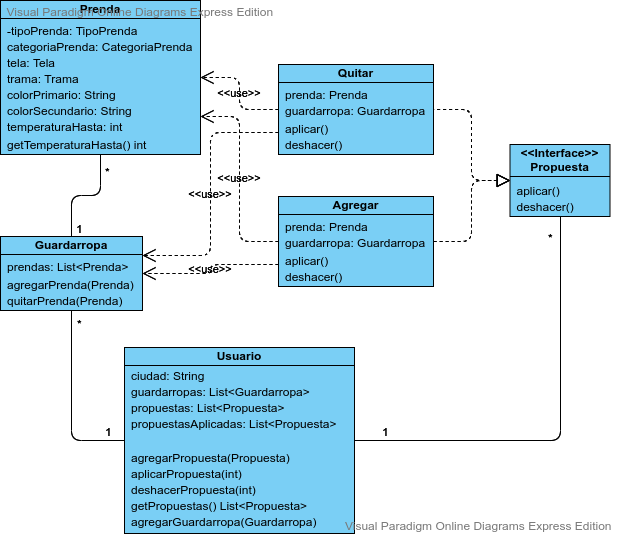 Visual Paradigm Online Diagrams Express Edition
Prenda
-tipoPrenda: TipoPrenda
categoriaPrenda: CategoriaPrenda
tela: Tela
trama: Trama
colorPrimario: String
colorSecundario: String
temperaturaHasta: int
getTemperaturaHasta() int
<<use>>
<<use>>
<<use>>
<<use>>
Quitar
prenda: Prenda
guardarropa: Guardarropa
aplicar()
deshacer()
<<Interface>>
Propuesta
aplicar()
deshacer()
Agregar
prenda: Prenda
guardarropa: Guardarropa
aplicar()
deshacer()
*
1
Guardarropa
prendas: List<Prenda>
agregarPrenda(Prenda)
quitarPrenda(Prenda)
*
*
1
1
Usuario
ciudad: String
guardarropas: List<Guardarropa>
propuestas: List<Propuesta>
propuestasAplicadas: List<Propuesta>
agregarPropuesta(Propuesta)
aplicarPropuesta(int)
deshacerPropuesta(int)
getPropuestas() List<Propuesta>
agregarGuardarropa(Guardarropa)
Visual Paradigm Online Diagrams Express Edition